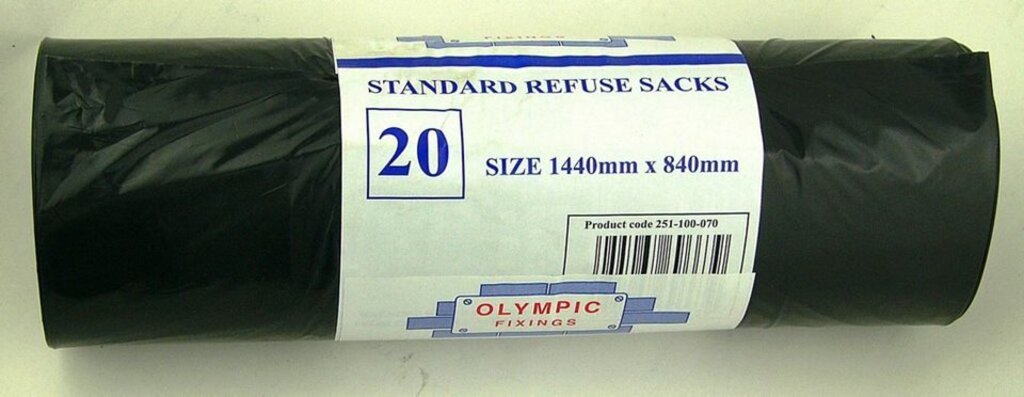 FIXINGS
STANDARD REFUSE SACKS
20
SIZE 1440mm x 840mm
Product code 251-100-070
OLYMPIC
FIXINGS